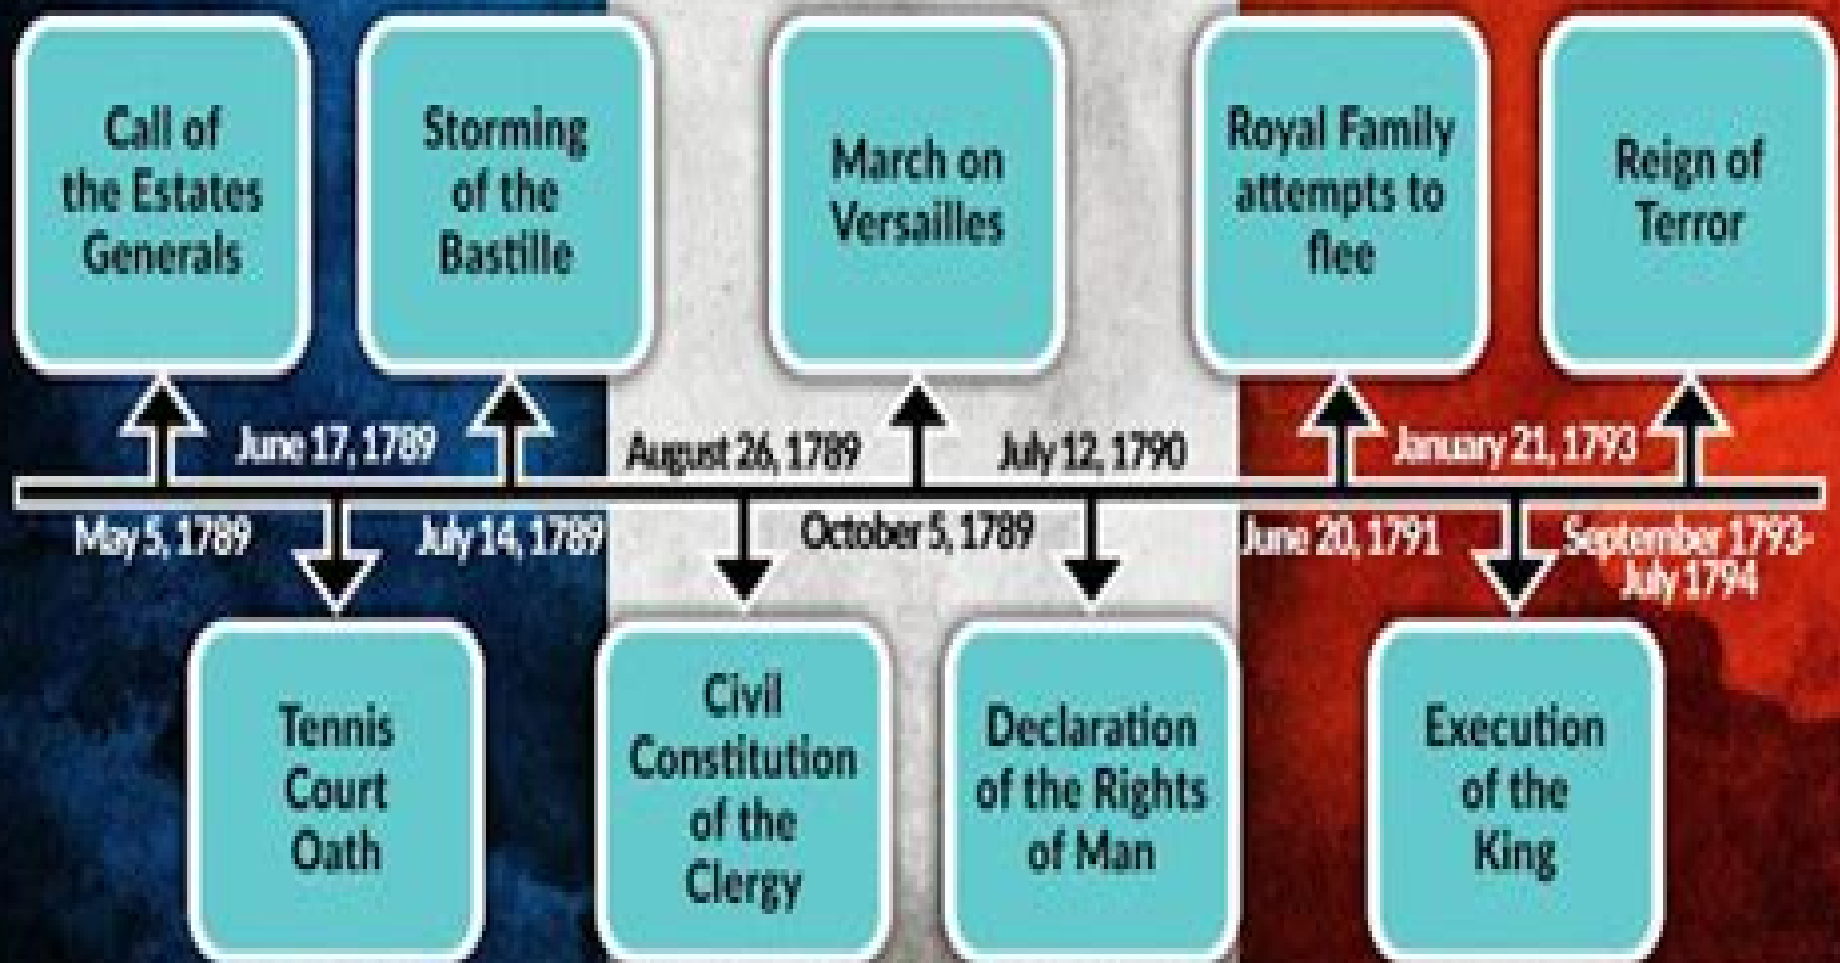 Call of
the Estates
Generals
Storming
of the
Bastille
March on
Versailles
Royal Family
attempts to
flee
Reign of
Terror
June 17, 1789
August 26, 1789
July 12, 1790
January 21, 1793
May 5, 1789
July 14, 1789
October 5, 1789
June 20, 1791
September 1793-
July 1794
Tennis
Court
Oath
Civil
Constitution
of the
Clergy
Declaration
of the Rights
of Man
Execution
of the
King